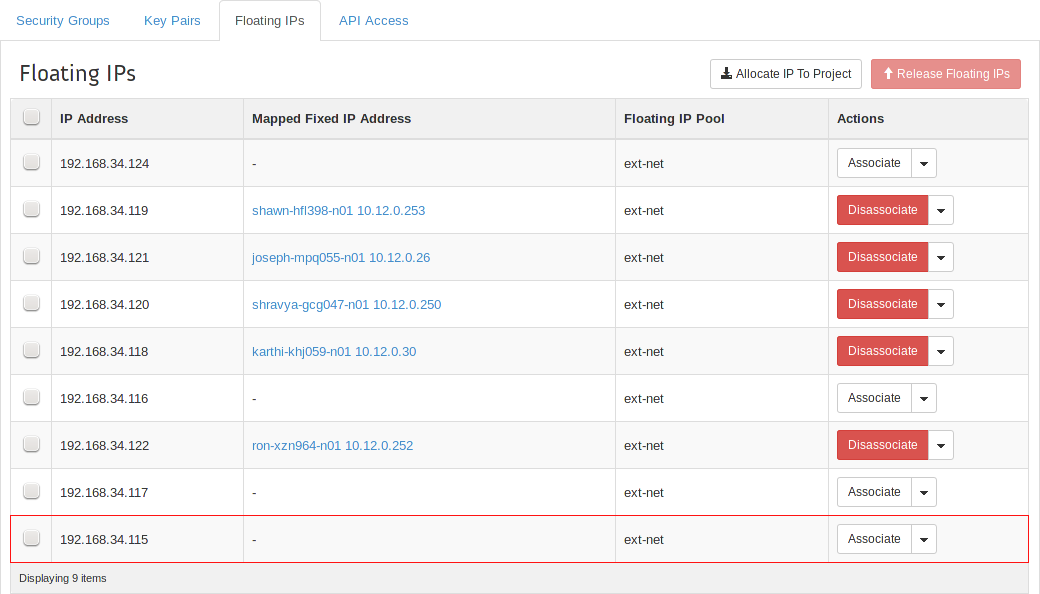 Security Groups Key Pairs Floating IPs API Access
Floating IPs Allocate IP To Project Release Floating IPs
IP Address Mapped Fixed IP Address Floating IP Pool Actions
192.168.34.124 - ext-net Associate
192.168.34.119 shawn-hfl398-n01 10.12.0.253 ext-net Disassociate
192.168.34.121 joseph-mpq055-n01 10.12.0.26 ext-net Disassociate
192.168.34.120 shravya-gcg047-n01 10.12.0.250 ext-net Disassociate
192.168.34.118 karthi-khj059-n01 10.12.0.30 ext-net Disassociate
192.168.34.116 - ext-net Associate
192.168.34.122 ron-xzn964-n01 10.12.0.252 ext-net Disassociate
192.168.34.117 - ext-net Associate
192.168.34.115 - ext-net Associate
Displaying 9 items